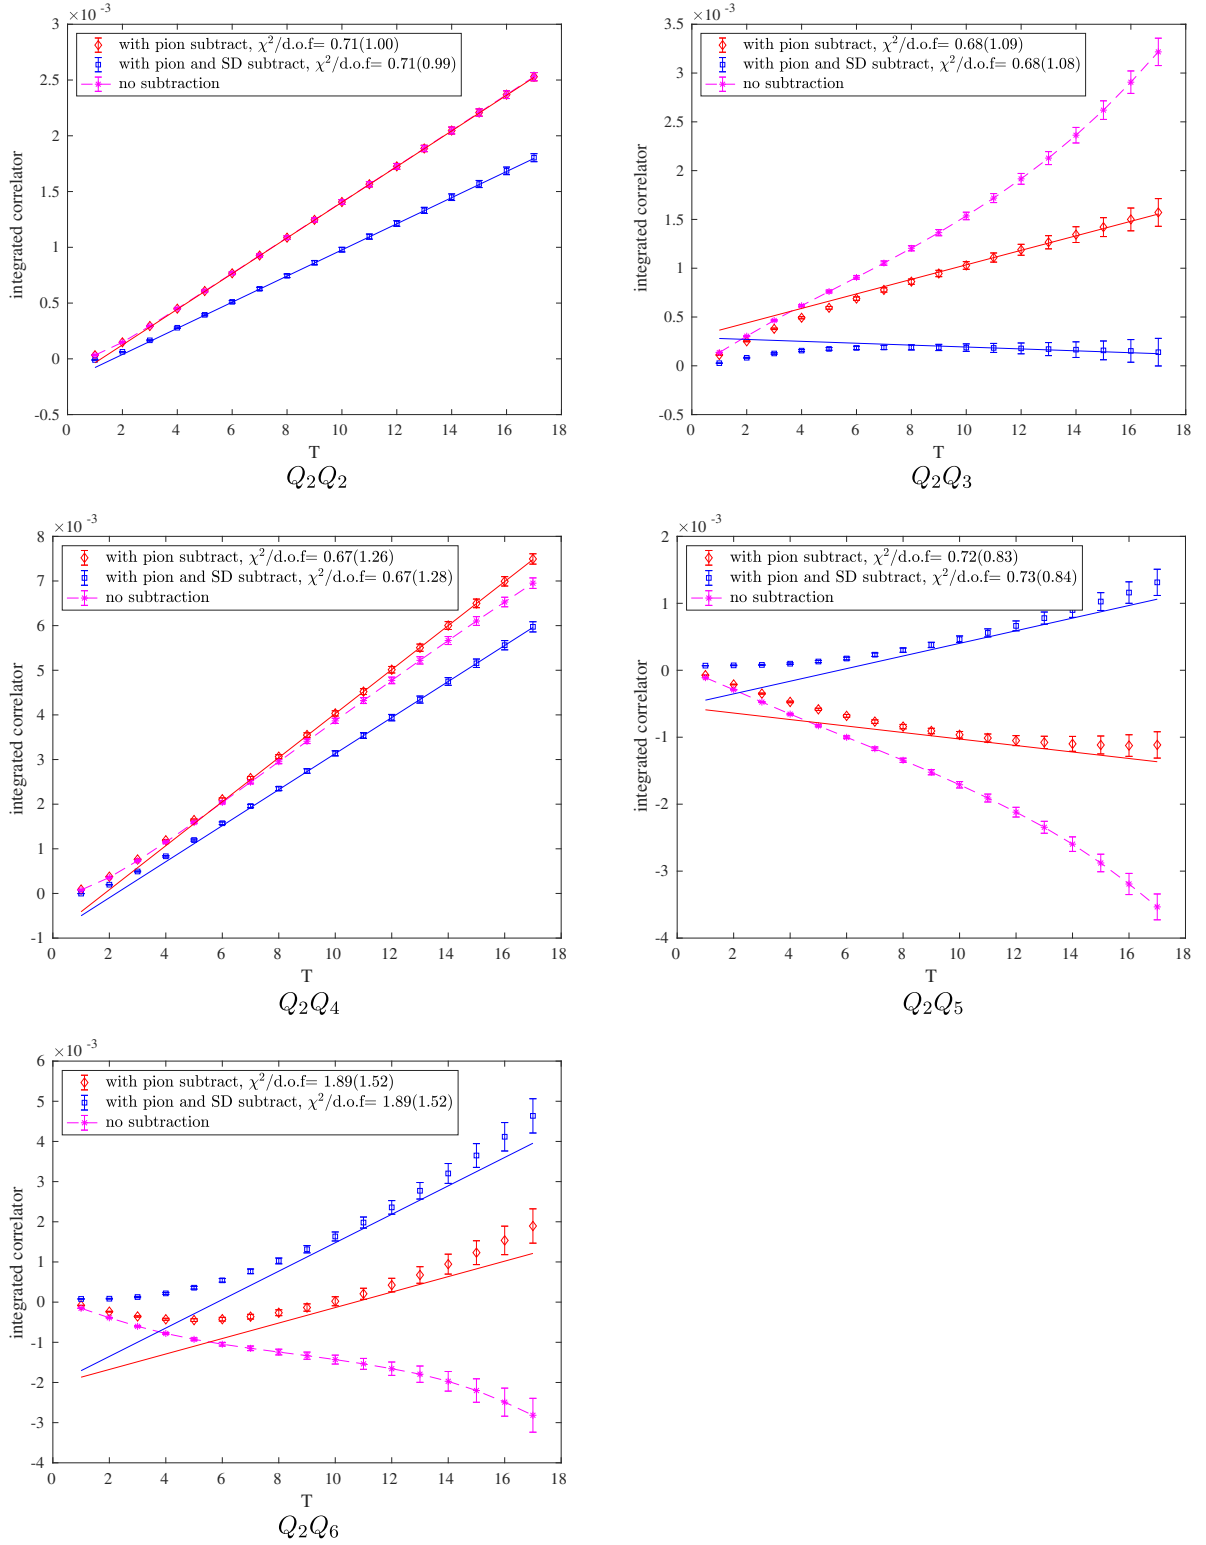 ×10 -3
3
2.5
2
1.5
1
0.5
0
-0.5
integrated correlator
with pion subtract, χ²/d.o.f= 0.71(1.00)
with pion and SD subtract, χ²/d.o.f= 0.71(0.99)
no subtraction
0 2 4 6 8 10 12 14 16 18
T
Q₂Q₂
×10 -3
3.5
3
2.5
2
1.5
1
0.5
0
-0.5
integrated correlator
with pion subtract, χ²/d.o.f= 0.68(1.09)
with pion and SD subtract, χ²/d.o.f= 0.68(1.08)
no subtraction
0 2 4 6 8 10 12 14 16 18
T
Q₂Q₃
×10 -3
8
7
6
5
4
3
2
1
0
-1
integrated correlator
with pion subtract, χ²/d.o.f= 0.67(1.26)
with pion and SD subtract, χ²/d.o.f= 0.67(1.28)
no subtraction
0 2 4 6 8 10 12 14 16 18
T
Q₂Q₄
×10 -3
2
1
0
-1
-2
-3
-4
integrated correlator
with pion subtract, χ²/d.o.f= 0.72(0.83)
with pion and SD subtract, χ²/d.o.f= 0.73(0.84)
no subtraction
0 2 4 6 8 10 12 14 16 18
T
Q₂Q₅
×10 -3
6
5
4
3
2
1
0
-1
-2
-3
-4
integrated correlator
with pion subtract, χ²/d.o.f= 1.89(1.52)
with pion and SD subtract, χ²/d.o.f= 1.89(1.52)
no subtraction
0 2 4 6 8 10 12 14 16 18
T
Q₂Q₆